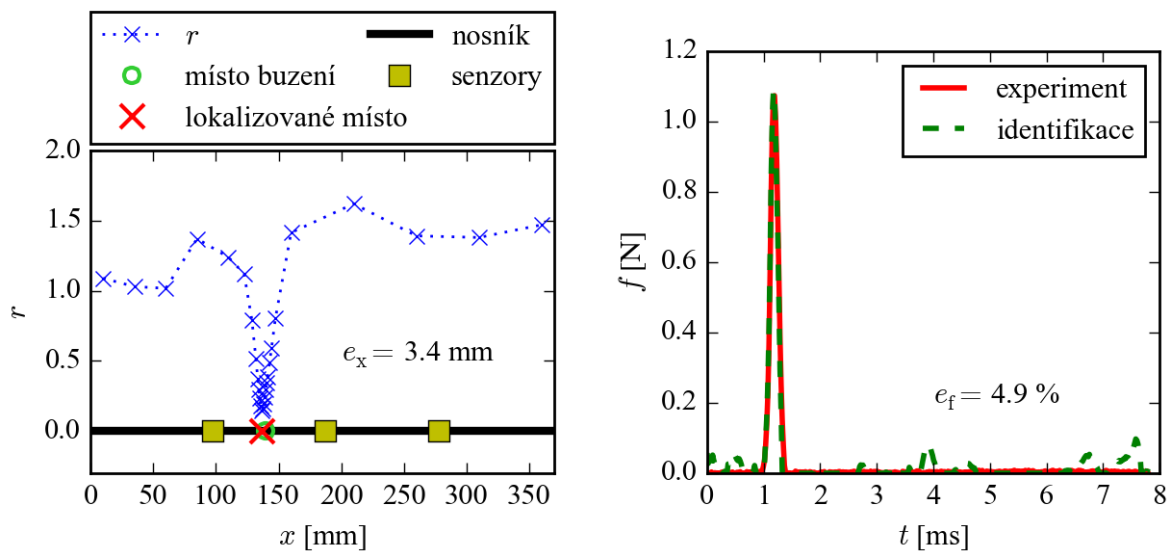 r
nosník
místo buzení
senzory
lokalizované místo
2.0
1.5
1.0
0.5
0.0
r
e_x = 3.4 mm
0 50 100 150 200 250 300 350
x [mm]
1.2
1.0
0.8
0.6
0.4
0.2
0.0
f [N]
experiment
identifikace
e_f = 4.9 %
0 1 2 3 4 5 6 7 8
t [ms]